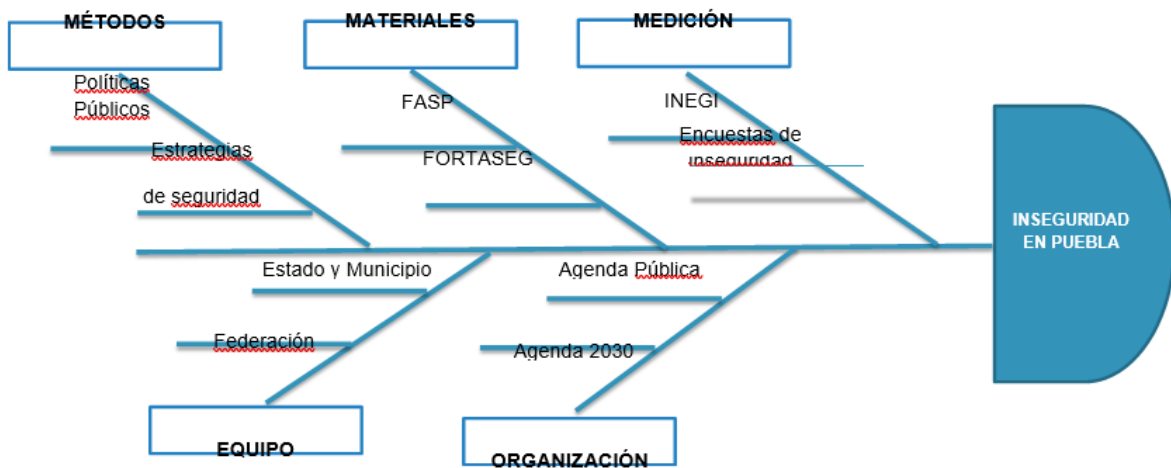 MÉTODOS
MATERIALES
MEDICIÓN
Políticas
Públicos
Estrategias
de seguridad
FASP
FORTASEG
INEGI
Encuestas de
inseguridad
INSEGURIDAD
EN PUEBLA
Estado y Municipio
Federación
Agenda Pública
Agenda 2030
EQUIPO
ORGANIZACIÓN